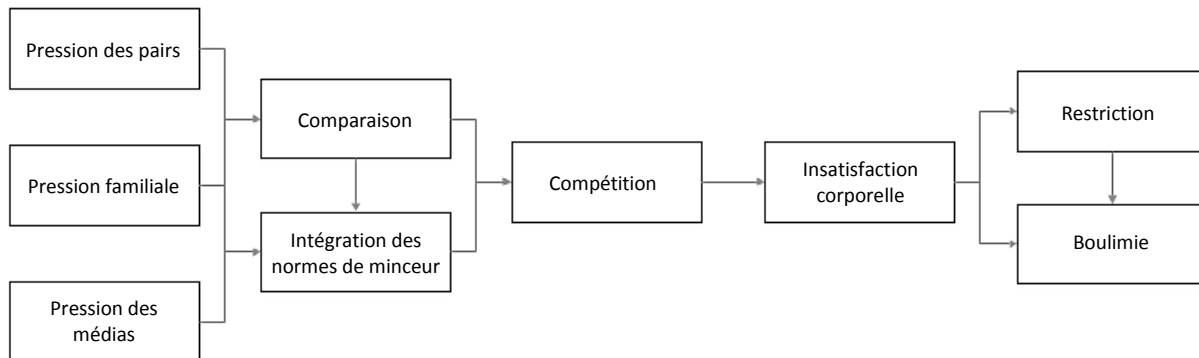 Pression des pairs
Pression familiale
Pression des
médias
Comparaison
Intégration des
normes de minceur
Compétition
Insatisfaction
corporelle
Restriction
Boulimie